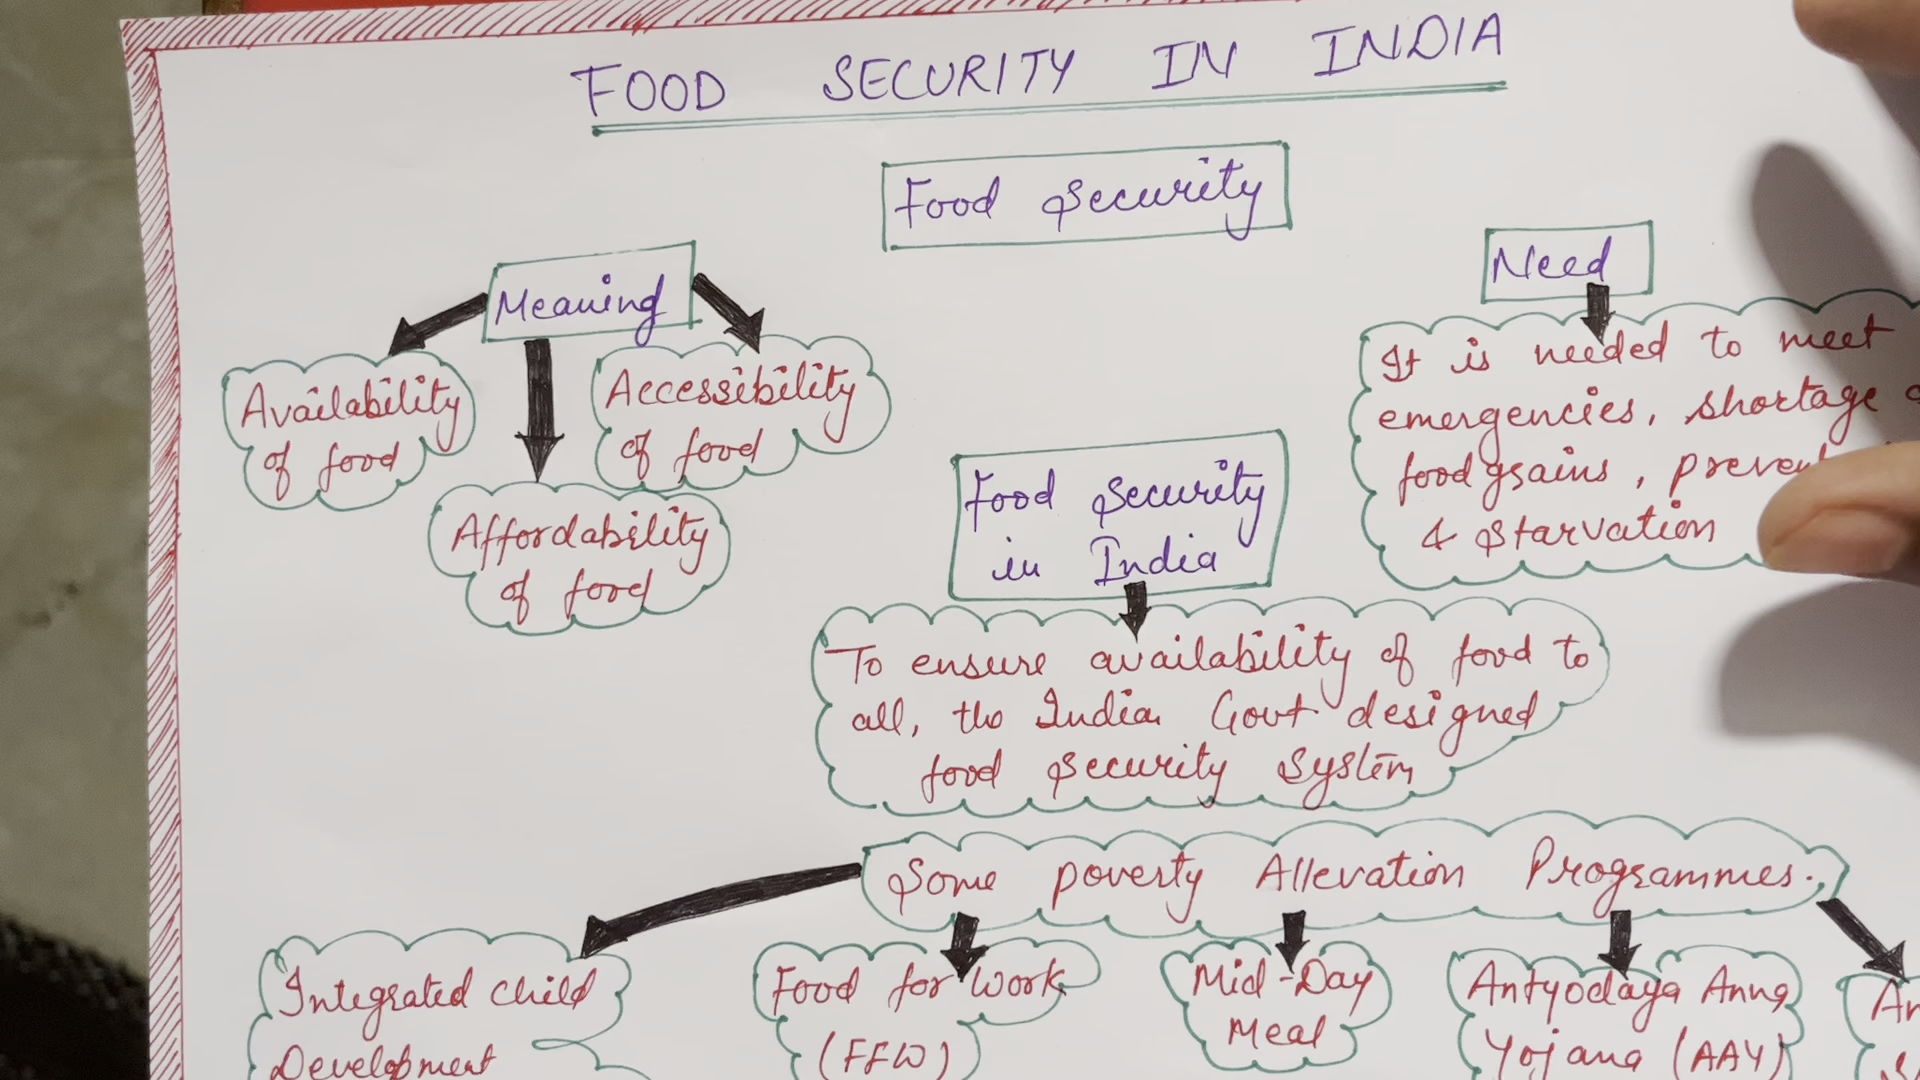 FOOD SECURITY IN INDIA
Food Security
Meaning
Availability
of food
Affordability
of food
Accessibility
of food
Need
It is needed to meet
emergencies, shortage
foodgrains,
& Starvation
Food Security
in India
To ensure availability of food to
all, the India Govt designed
food Security System
Some poverty Allevation Programmes.
Integrated child
Development
Food for Work
(FFW)
Mid-Day
Meal
Antyodaya Anna
Yojana (AAY)